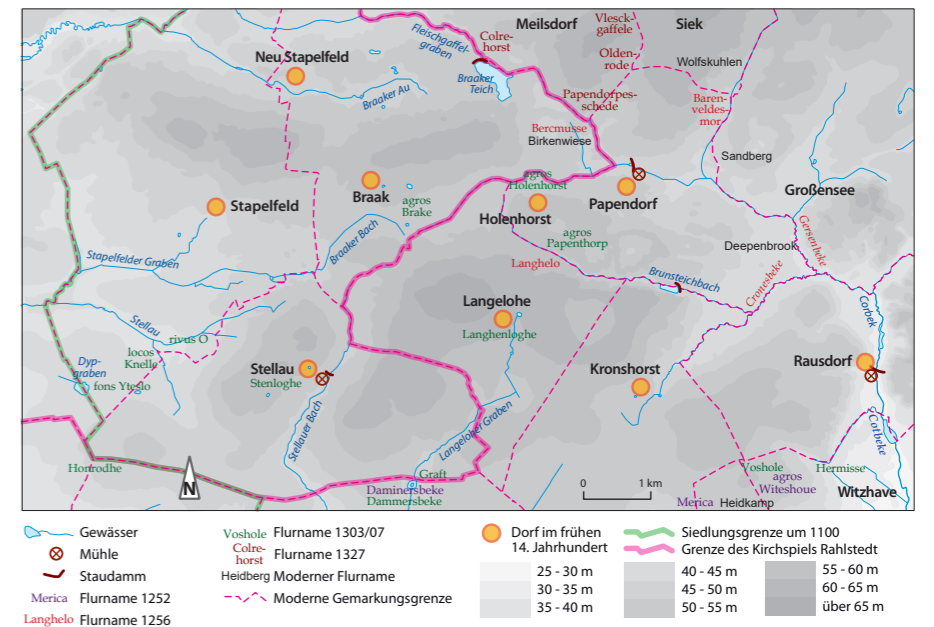 Meilsdorf
Vlesck-
gaffele
Siek
Fleischgaffel-
graben
Colre-
horst
Olden-
rode
Neu Stapelfeld
Wolfskuhlen
Braaker
Teich
Braaker Au
Papendorpes-
schede
Baren-
veldes-
mor
Bercmusse
Birkenwiese
Sandberg
agros
Holenhorst
Braak
Großensee
Stapelfeld
agros
Brake
Holenhorst
Papendorf
Braaker Bach
agros
Papenthorp
Deepenbrook
Gersenbeke
Stapelfelder Graben
Langhelo
Brunsteichbach
Cronesbeke
Langelohe
Corbek
Stellau
Langhenloghe
rivus O
locos
Knelle
Dyp-
graben
fons Yteslo
Stellau
Stenloghe
Kronshorst
Rausdorf
Stellauer Bach
Langeloher Graben
Cotbeke
Honrodhe
N
Graft
Daminersbeke
Dammersbeke
0 1 km
Voshole
agros
Witeshoue
Hermisse
Merica
Heidkamp
Witzhave
Gewässer
Mühle
Staudamm
Merica Flurname 1252
Langhelo Flurname 1256
Voshole Flurname 1303/07
Colre-
horst Flurname 1327
Heidberg Moderner Flurname
Moderne Gemarkungsgrenze
Dorf im frühen
14. Jahrhundert
25 - 30 m
30 - 35 m
35 - 40 m
Siedlungsgrenze um 1100
Grenze des Kirchspiels Rahlstedt
40 - 45 m
45 - 50 m
50 - 55 m
55 - 60 m
60 - 65 m
über 65 m